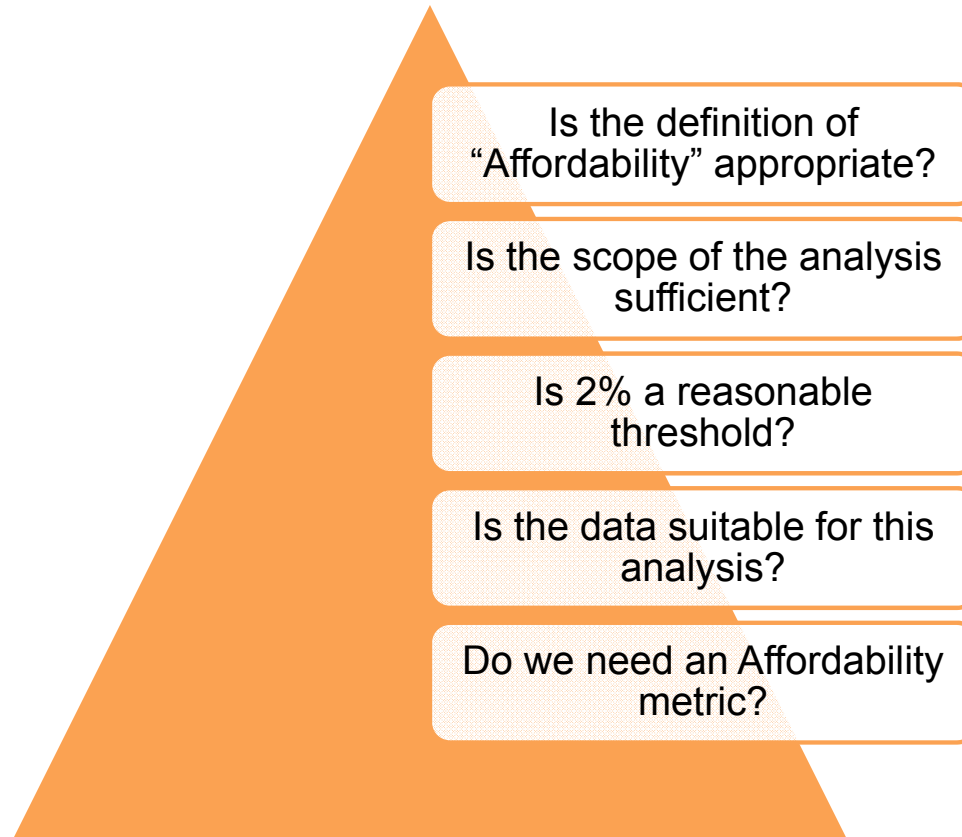 Is the definition of
“Affordability” appropriate?
Is the scope of the analysis
sufficient?
Is 2% a reasonable
threshold?
Is the data suitable for this
analysis?
Do we need an Affordability
metric?